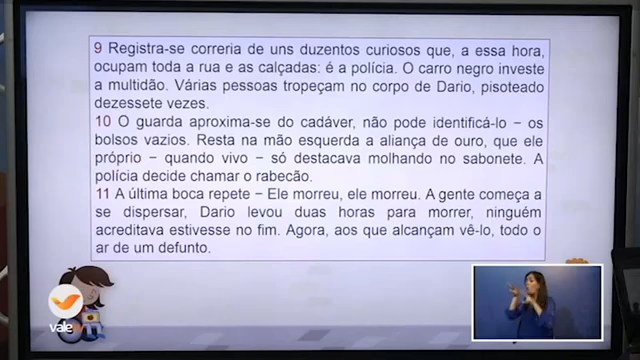 9 Registra-se correria de uns duzentos curiosos que, a essa hora,
ocupam toda a rua e as calçadas: é a polícia. O carro negro investe
a multidão. Várias pessoas tropeçam no corpo de Dario, pisoteado
dezessete vezes.
10 O guarda aproxima-se do cadáver, não pode identificá-lo − os
bolsos vazios. Resta na mão esquerda a aliança de ouro, que ele
próprio − quando vivo − só destacava molhando no sabonete. A
polícia decide chamar o rabecão.
11 A última boca repete − Ele morreu, ele morreu. A gente começa a
se dispersar, Dario levou duas horas para morrer, ninguém
acreditava estivesse no fim. Agora, aos que alcançam vê-lo, todo o
ar de um defunto.
vale